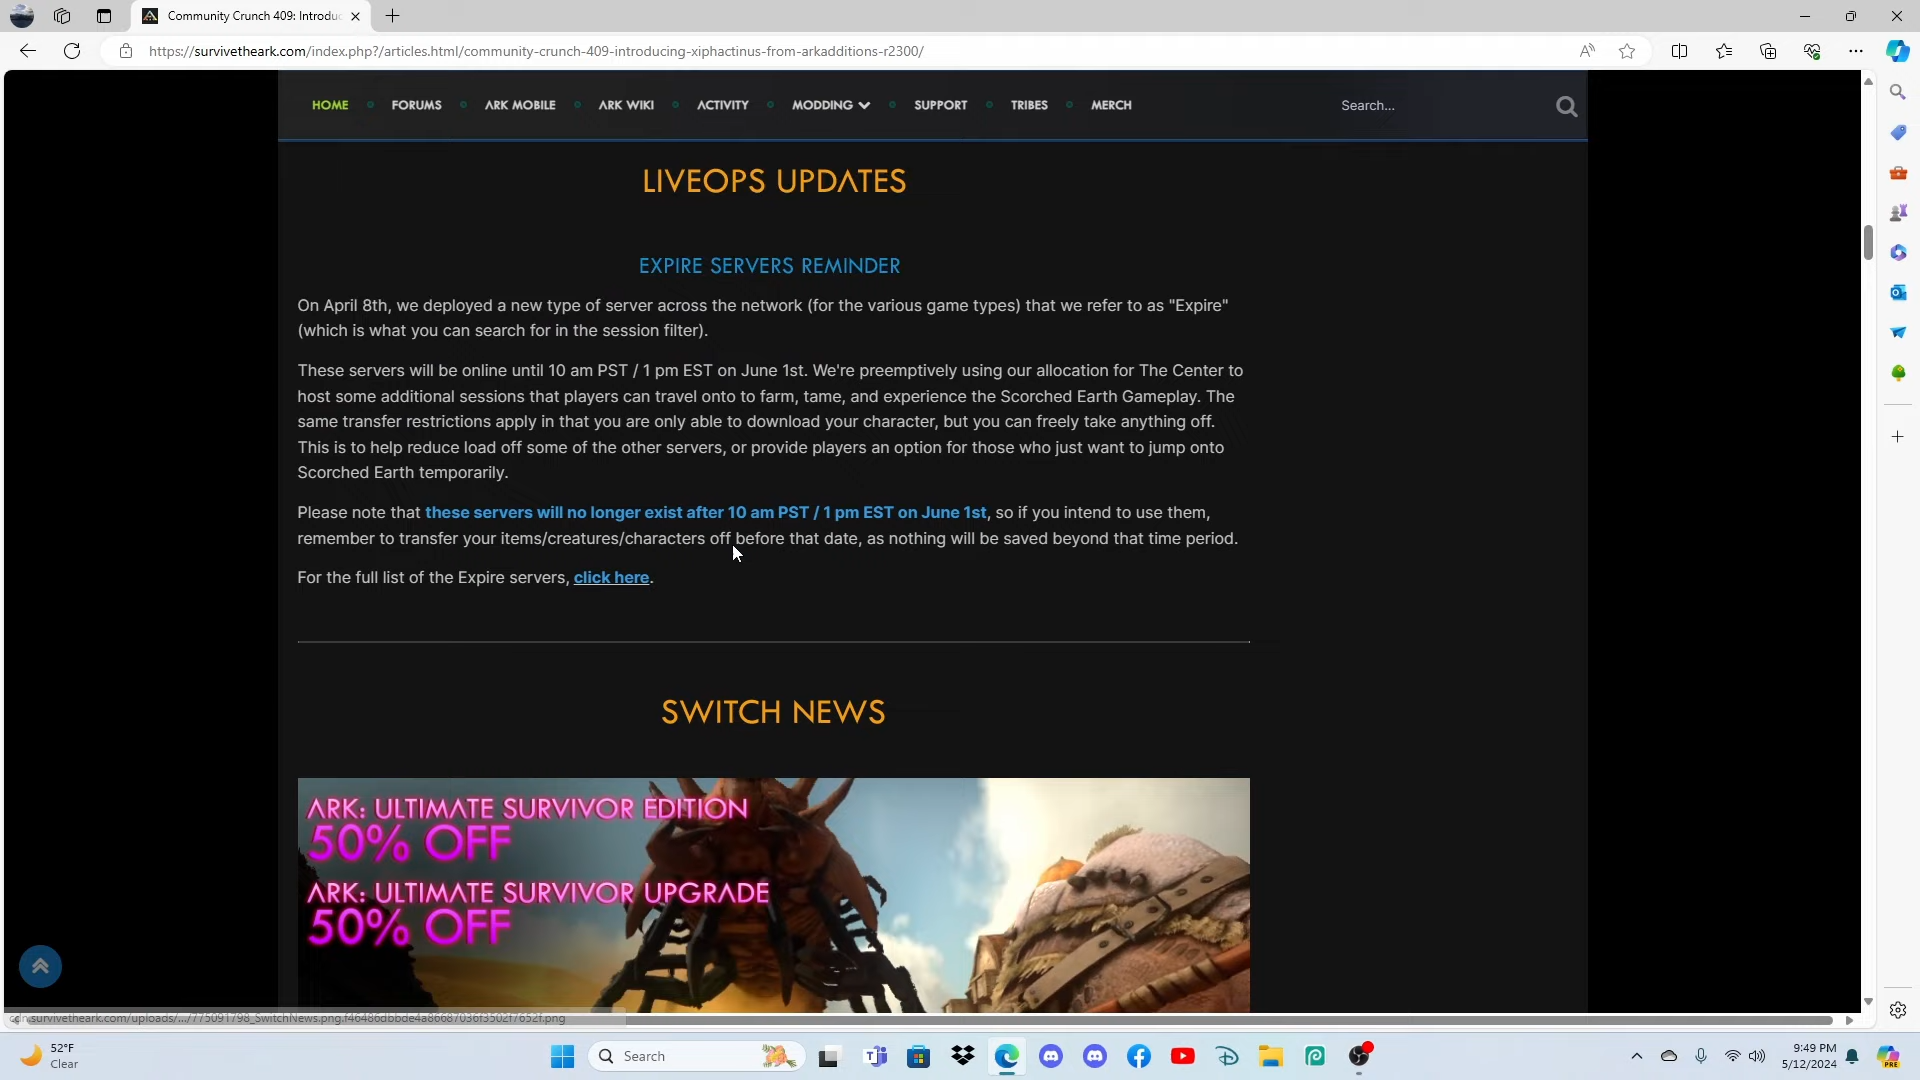 Community Crunch 409: Introduc
https://survivetheark.com/index.php?/articles.html/community-crunch-409-introducing-xiphactinus-from-arkadditions-r2300/
HOME FORUMS ARK MOBILE ARK WIKI ACTIVITY MODDING SUPPORT TRIBES MERCH Search...
LIVEOPS UPDATES
EXPIRE SERVERS REMINDER
On April 8th, we deployed a new type of server across the network (for the various game types) that we refer to as "Expire"
(which is what you can search for in the session filter).
These servers will be online until 10 am PST / 1 pm EST on June 1st. We're preemptively using our allocation for The Center to
host some additional sessions that players can travel onto to farm, tame, and experience the Scorched Earth Gameplay. The
same transfer restrictions apply in that you are only able to download your character, but you can freely take anything off.
This is to help reduce load off some of the other servers, or provide players an option for those who just want to jump onto
Scorched Earth temporarily.
Please note that these servers will no longer exist after 10 am PST / 1 pm EST on June 1st, so if you intend to use them,
remember to transfer your items/creatures/characters off before that date, as nothing will be saved beyond that time period.
For the full list of the Expire servers, click here.
SWITCH NEWS
ARK: ULTIMATE SURVIVOR EDITION
50% OFF
ARK: ULTIMATE SURVIVOR UPGRADE
50% OFF
52°F
Clear
Search
9:49 PM
5/12/2024
PRE